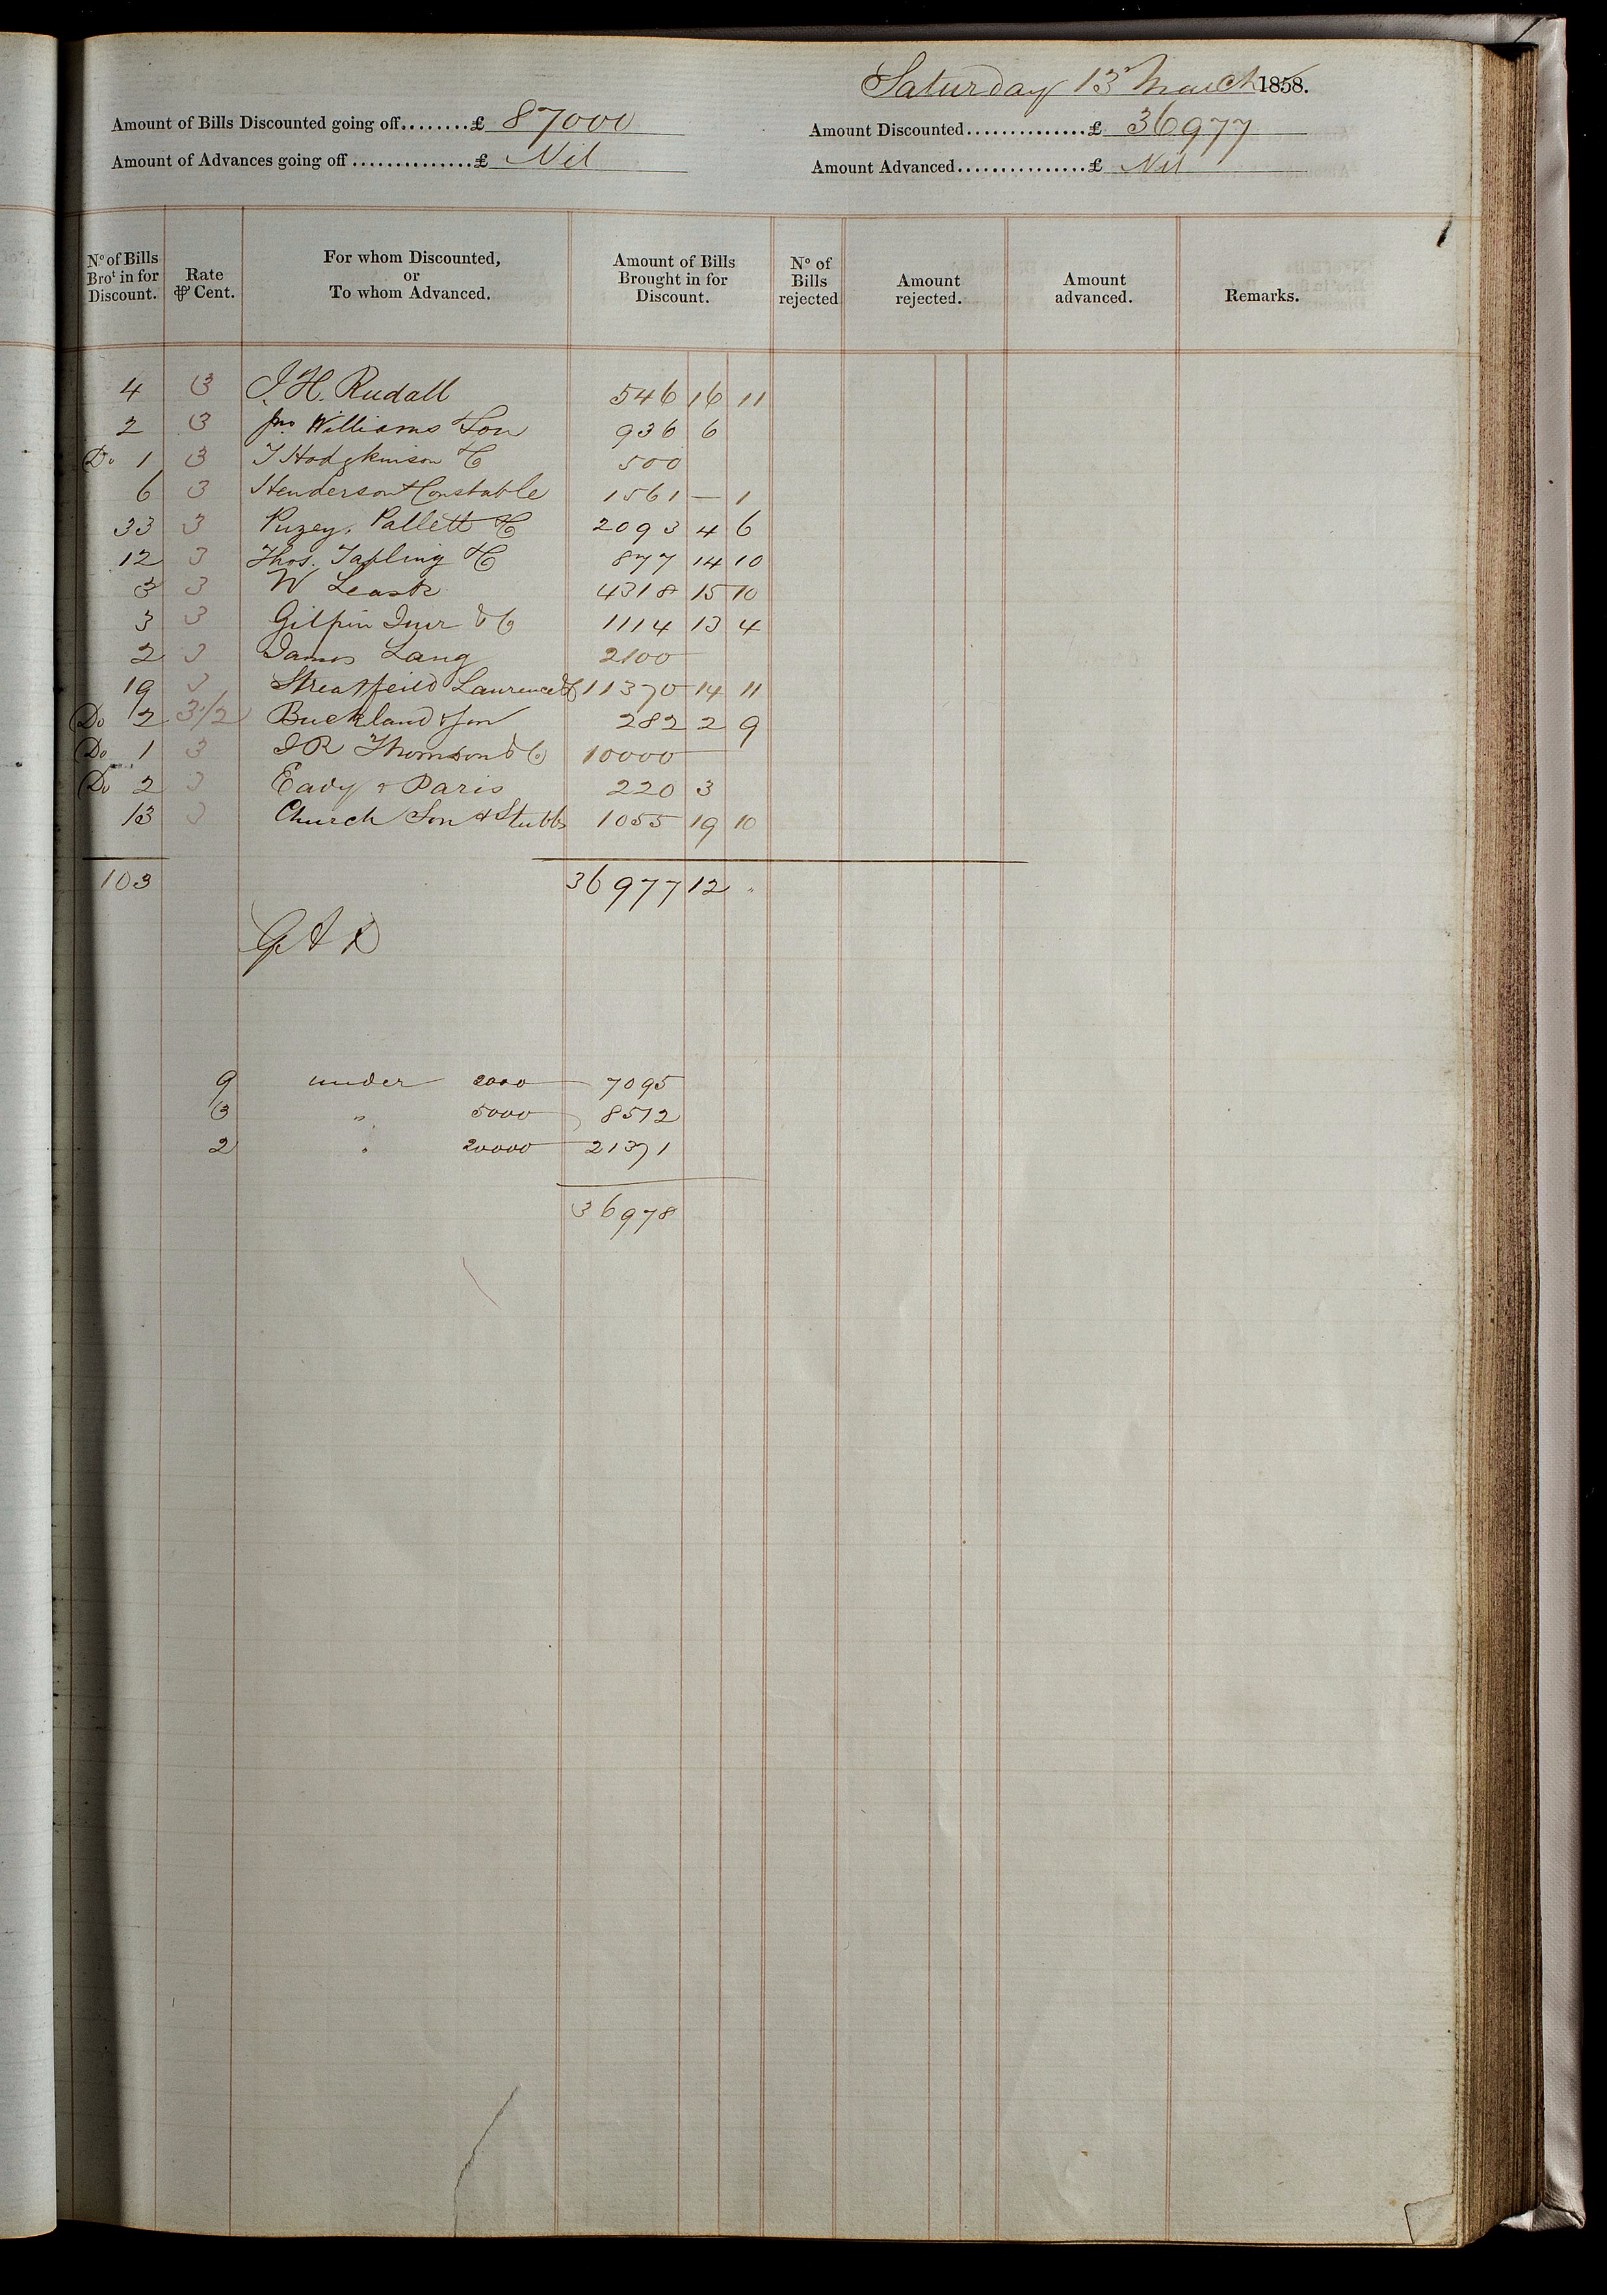 Saturday 13 March 1858.
Amount of Bills Discounted going off........£ 87000 Amount Discounted..............£ 36977
Amount of Advances going off..............£ Nil Amount Advanced...............£ Nil
1
No of Bills Brot in for Discount. Rate ⅌ Cent. For whom Discounted, or To whom Advanced. Amount of Bills Brought in for Discount. No of Bills rejected Amount rejected. Amount advanced. Remarks.
4 3 J. H. Rudall 546 16 11
2 3 Jno Williams & Son 936 6
Do 1 3 T Hodgkinson & Co 500
6 3 Henderson & Constable 1561 — 1
33 3 Puzey, Pallett & Co 2093 4 6
12 3 Thos. Tapling & Co 877 14 10
3 3 W Leask 4318 15 10
3 3 Gilpin Junr & Co 1114 13 4
2 3 James Lang 2100
19 3 Streatfeild Laurence & Co 11370 14 11
Do 2 3 1/2 Buckland & Son 282 2 9
Do 1 3 J R Thomson & Co 10000
Do 2 3 Eady & Paris 220 3
13 3 Church Son & Stubbs 1055 19 10
103 36977 12 "
9 under 2000 — 7095
3 " 5000 — 8512
2 " 20000 — 21371
36978